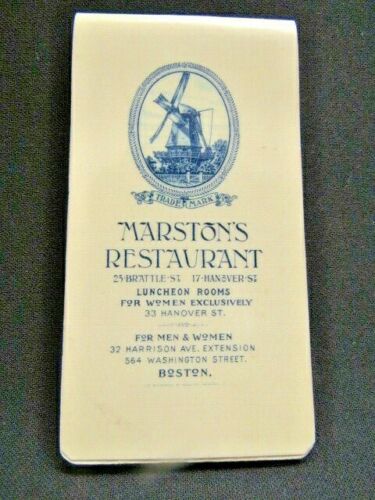 TRADE MARK
MARSTON'S
RESTAURANT
25 BRATTLE ST. 17 HANOVER ST.
LUNCHEON ROOMS
FOR WOMEN EXCLUSIVELY
33 HANOVER ST.
FOR MEN & WOMEN
32 HARRISON AVE. EXTENSION
564 WASHINGTON STREET.
BOSTON.